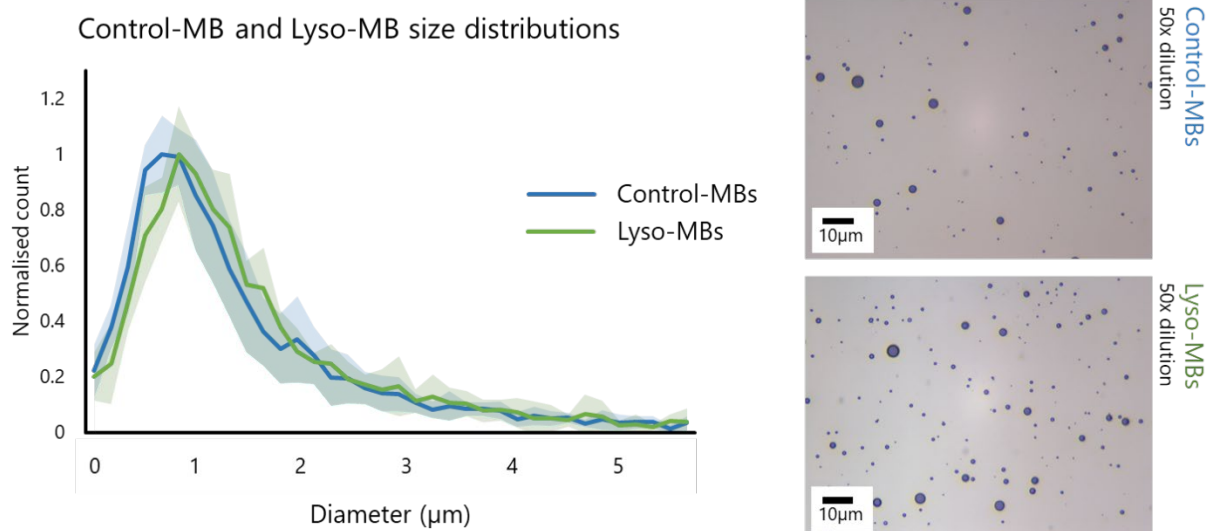 Control-MB and Lyso-MB size distributions
Normalised count
1.2
1
0.8
0.6
0.4
0.2
0
0 1 2 3 4 5
Diameter (µm)
Control-MBs
Lyso-MBs
10µm
Control-MBs
50x dilution
10µm
Lyso-MBs
50x dilution